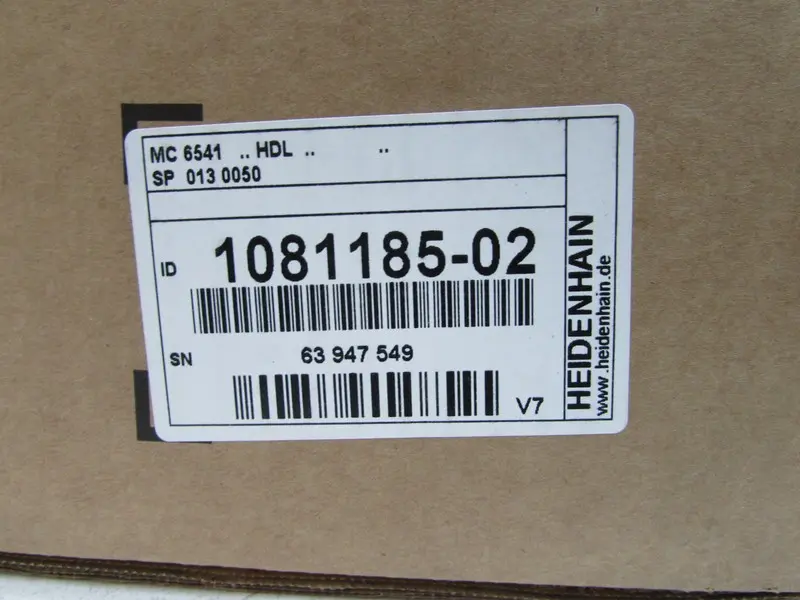 MC 6541 .. HDL .. ..
SP 013 0050
ID 1081185-02
SN 63 947 549
V7
HEIDENHAIN
www.heidenhain.de